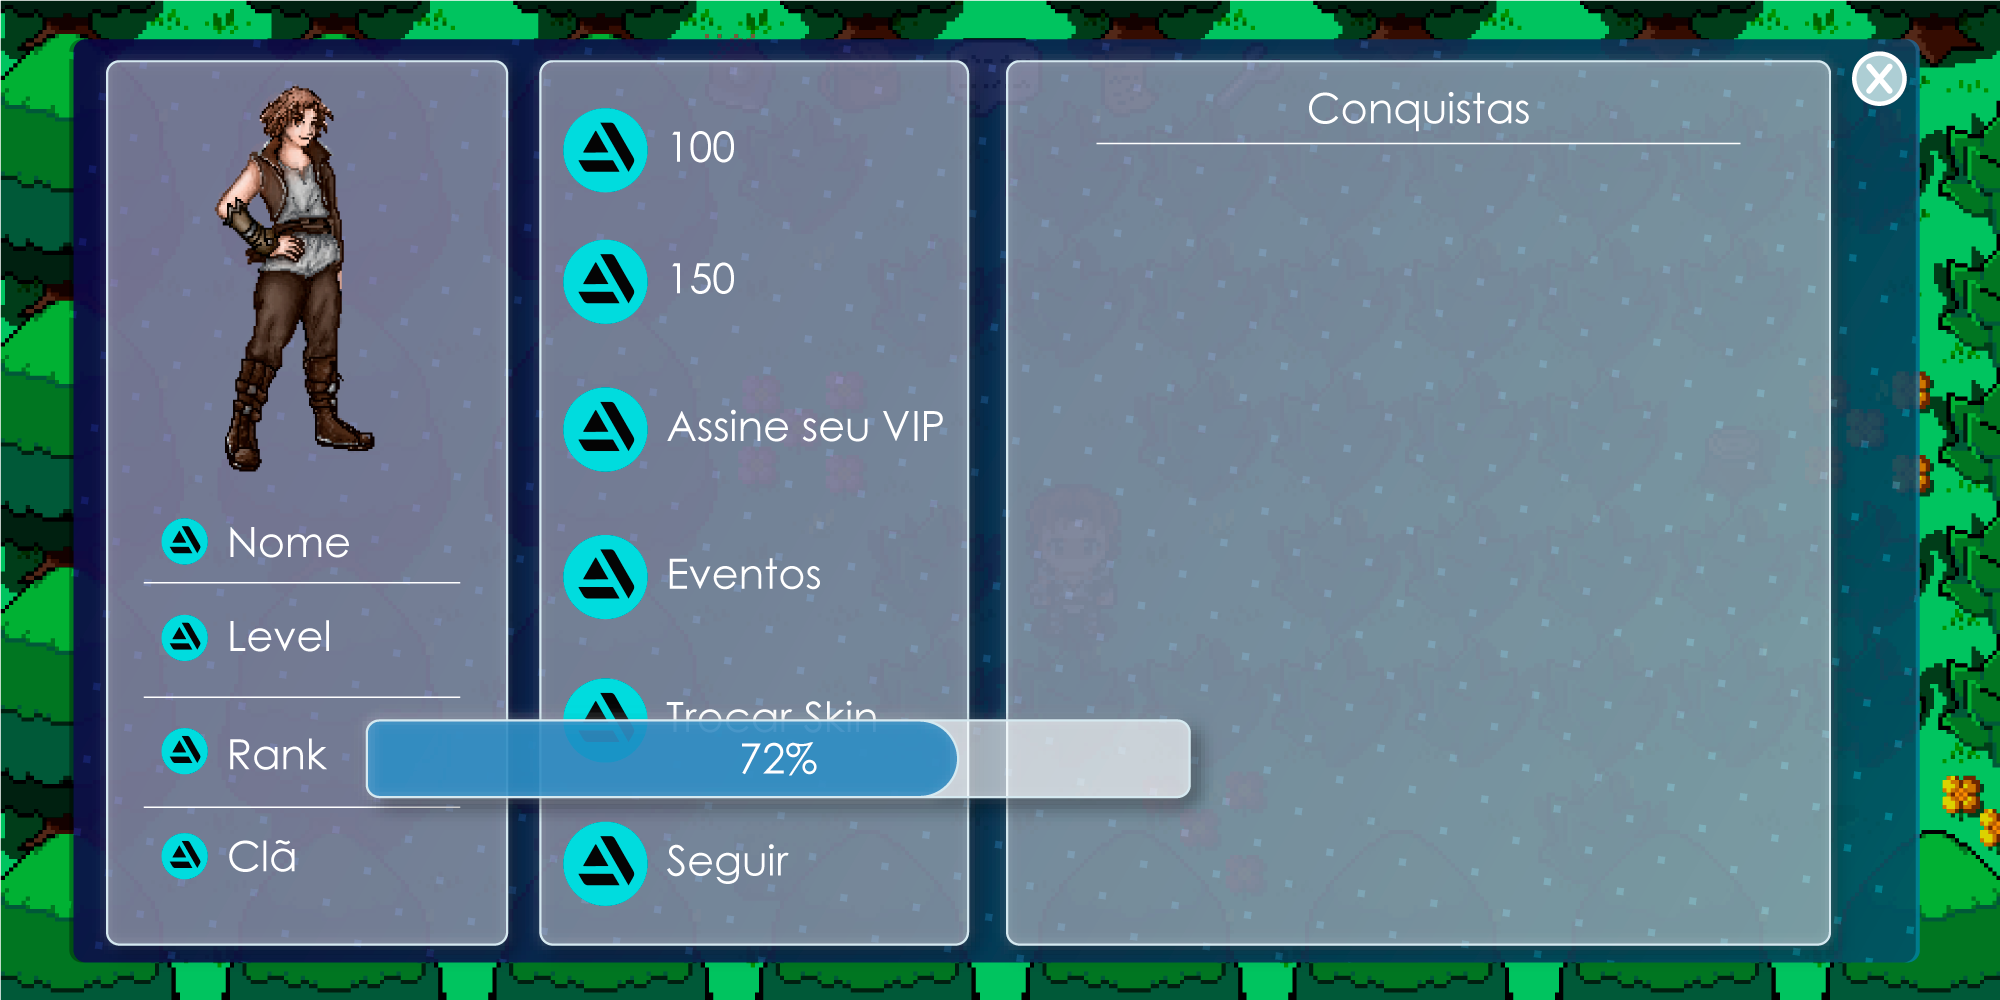 Nome
Level
Rank
Clã
100
150
Assine seu VIP
Eventos
Trocar Skin
72%
Seguir
Conquistas
X